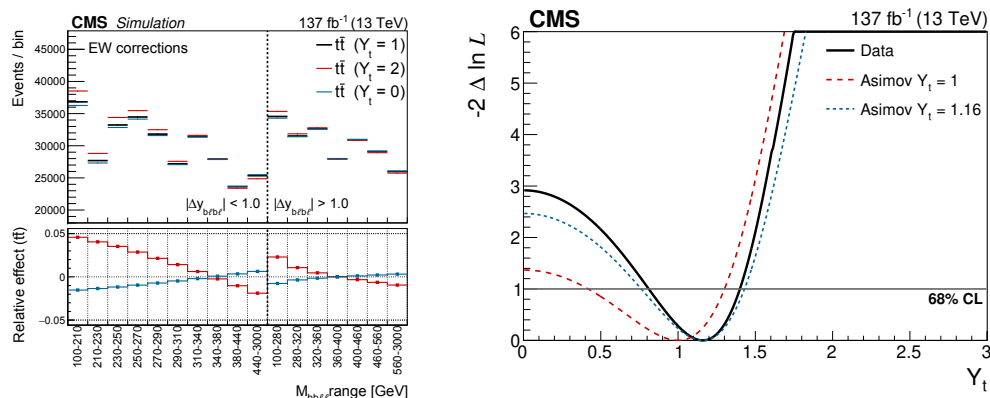 CMS Simulation 137 fb⁻¹ (13 TeV)
Events / bin
45000
40000
35000
30000
25000
20000
EW corrections
tt̄ (Yₜ = 1)
tt̄ (Yₜ = 2)
tt̄ (Yₜ = 0)
|Δy_bℓbℓ| < 1.0 |Δy_bℓbℓ| > 1.0
Relative effect (tt̄)
0.05
0
−0.05
100-210 210-230 230-250 250-270 270-290 290-310 310-340 340-380 380-440 440-3000 100-280 280-320 320-360 360-400 400-460 460-560 560-3000
M_bbℓℓ range [GeV]
CMS 137 fb⁻¹ (13 TeV)
-2 Δ ln L
6
5
4
3
2
1
0
Data
Asimov Yₜ = 1
Asimov Yₜ = 1.16
68% CL
0 0.5 1 1.5 2 2.5 3
Yₜ